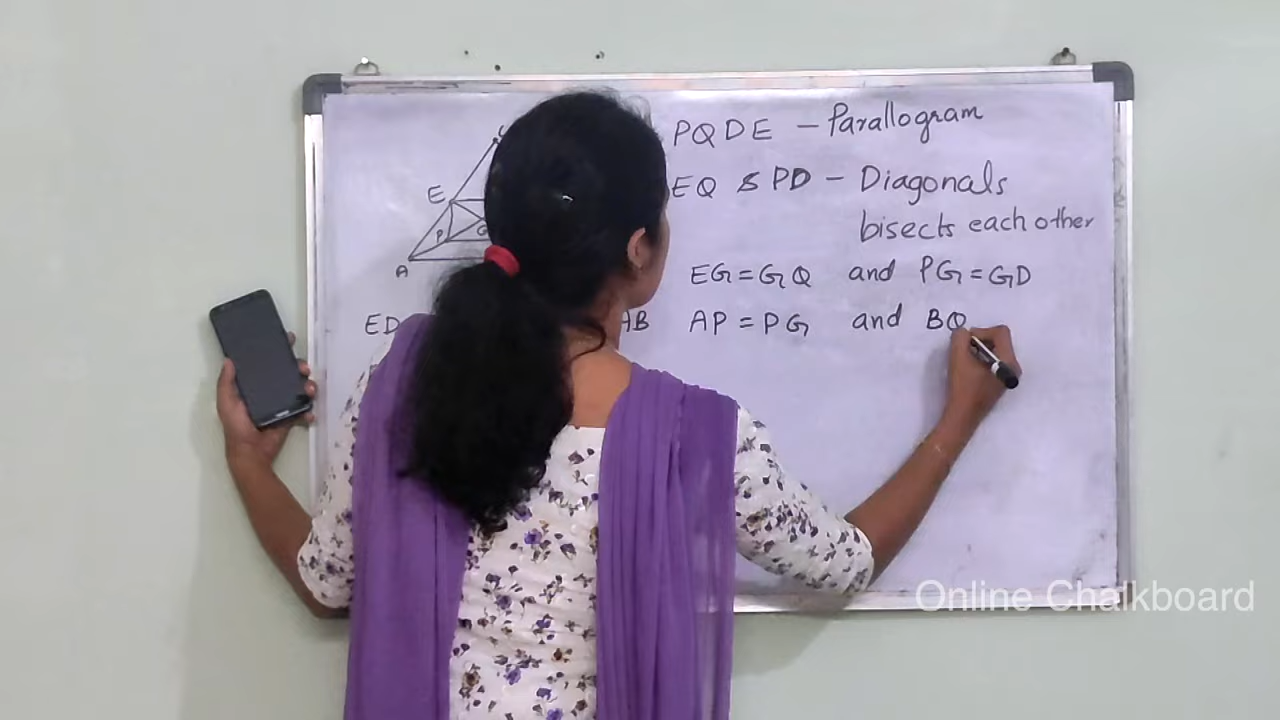 PQDE – Parallogram
EQ & PD – Diagonals
bisects each other
E
P
A
EG = GQ and PG = GD
ED AB AP = PG and BQ
Online Chalkboard